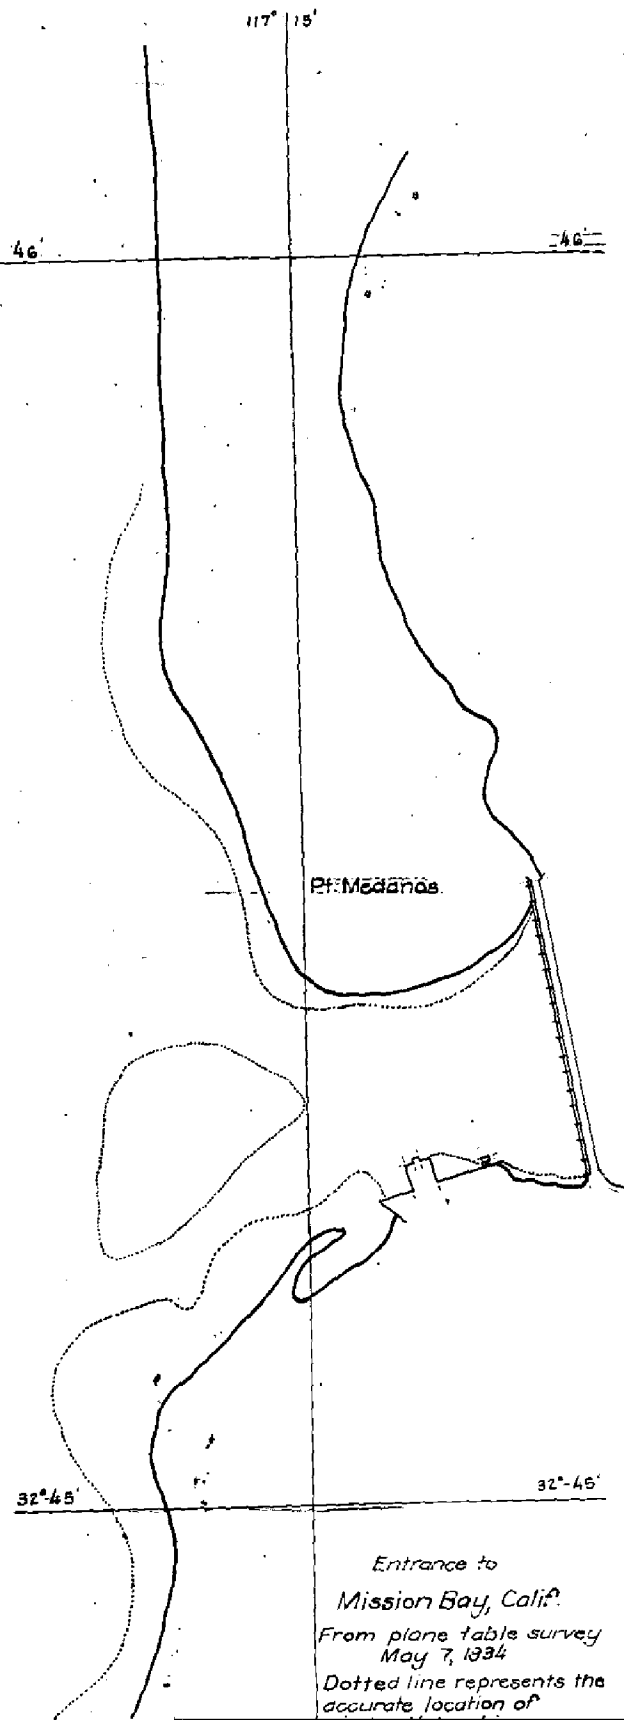 117° 15'
46' 46'
Pt. Medanos
32°-45' 32°-45'
Entrance to
Mission Bay, Calif.
From plane table survey
May 7, 1934
Dotted line represents the
accurate location of